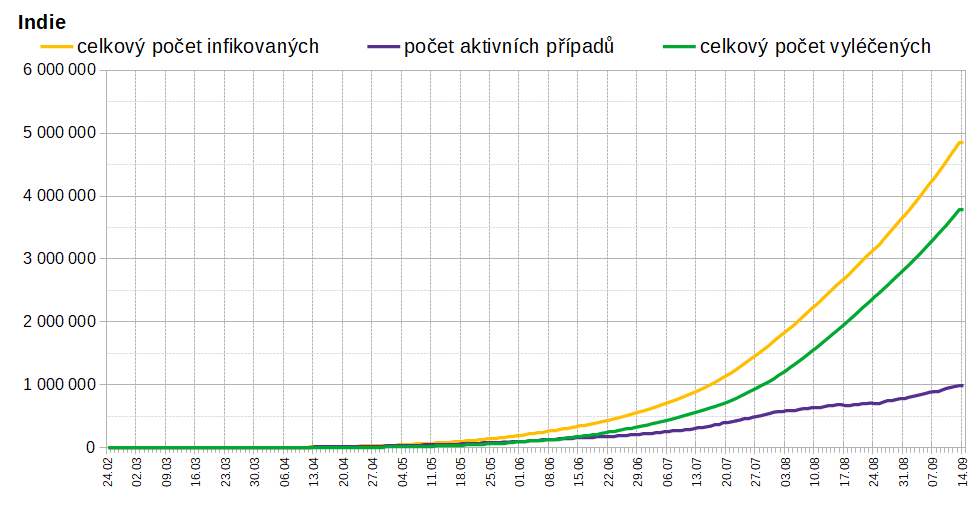 Indie
celkový počet infikovaných počet aktivních případů celkový počet vyléčených
6 000 000
5 000 000
4 000 000
3 000 000
2 000 000
1 000 000
0
24.02 02.03 09.03 16.03 23.03 30.03 06.04 13.04 20.04 27.04 04.05 11.05 18.05 25.05 01.06 08.06 15.06 22.06 29.06 06.07 13.07 20.07 27.07 03.08 10.08 17.08 24.08 31.08 07.09 14.09